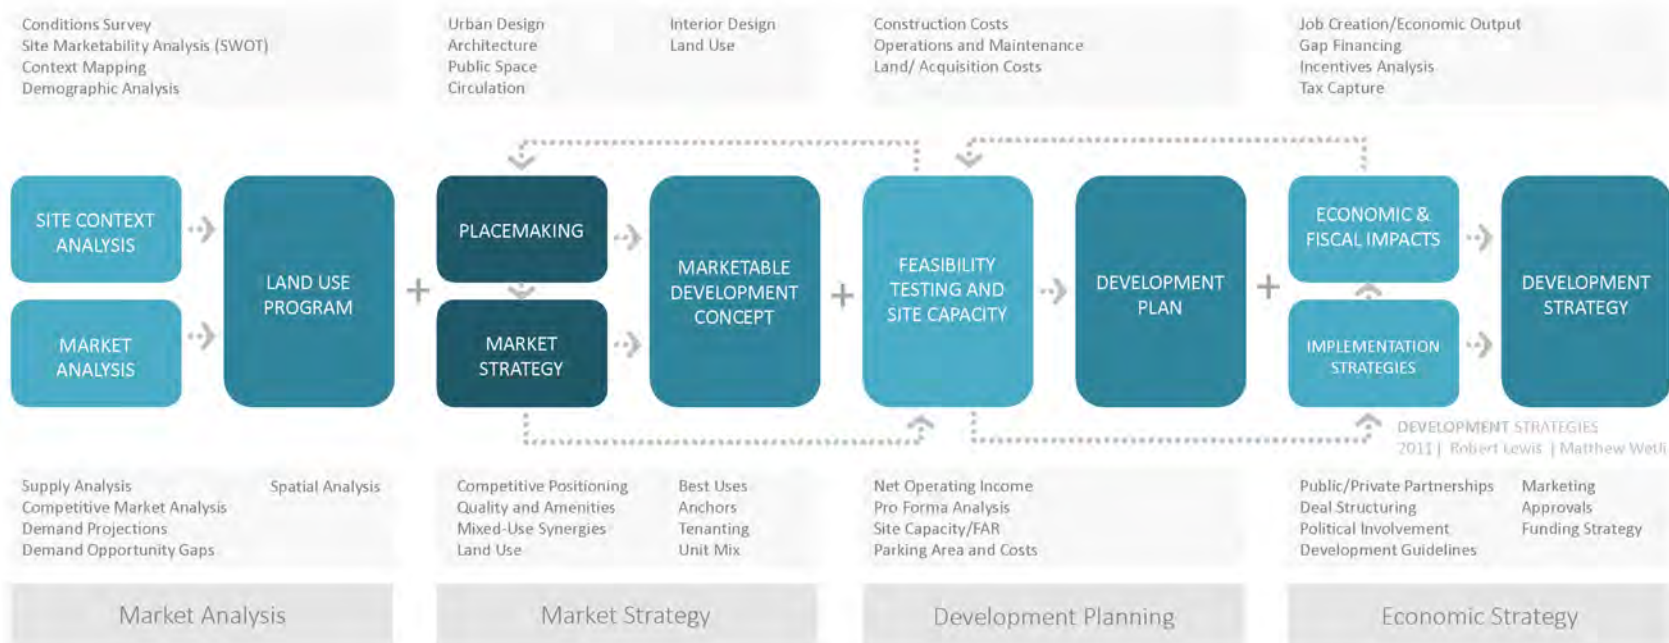 Conditions Survey
Site Marketability Analysis (SWOT)
Context Mapping
Demographic Analysis
Urban Design
Architecture
Public Space
Circulation
Interior Design
Land Use
Construction Costs
Operations and Maintenance
Land/ Acquisition Costs
Job Creation/Economic Output
Gap Financing
Incentives Analysis
Tax Capture
SITE CONTEXT
ANALYSIS
MARKET
ANALYSIS
LAND USE
PROGRAM
+
PLACEMAKING
MARKET
STRATEGY
MARKETABLE
DEVELOPMENT
CONCEPT
+
FEASIBILITY
TESTING AND
SITE CAPACITY
DEVELOPMENT
PLAN
+
ECONOMIC &
FISCAL IMPACTS
IMPLEMENTATION
STRATEGIES
DEVELOPMENT
STRATEGY
DEVELOPMENT STRATEGIES
2011 | Robert Lewis | Matthew Wetli
Supply Analysis
Competitive Market Analysis
Demand Projections
Demand Opportunity Gaps
Spatial Analysis
Competitive Positioning
Quality and Amenities
Mixed-Use Synergies
Land Use
Best Uses
Anchors
Tenanting
Unit Mix
Net Operating Income
Pro Forma Analysis
Site Capacity/FAR
Parking Area and Costs
Public/Private Partnerships
Deal Structuring
Political Involvement
Development Guidelines
Marketing
Approvals
Funding Strategy
Market Analysis
Market Strategy
Development Planning
Economic Strategy